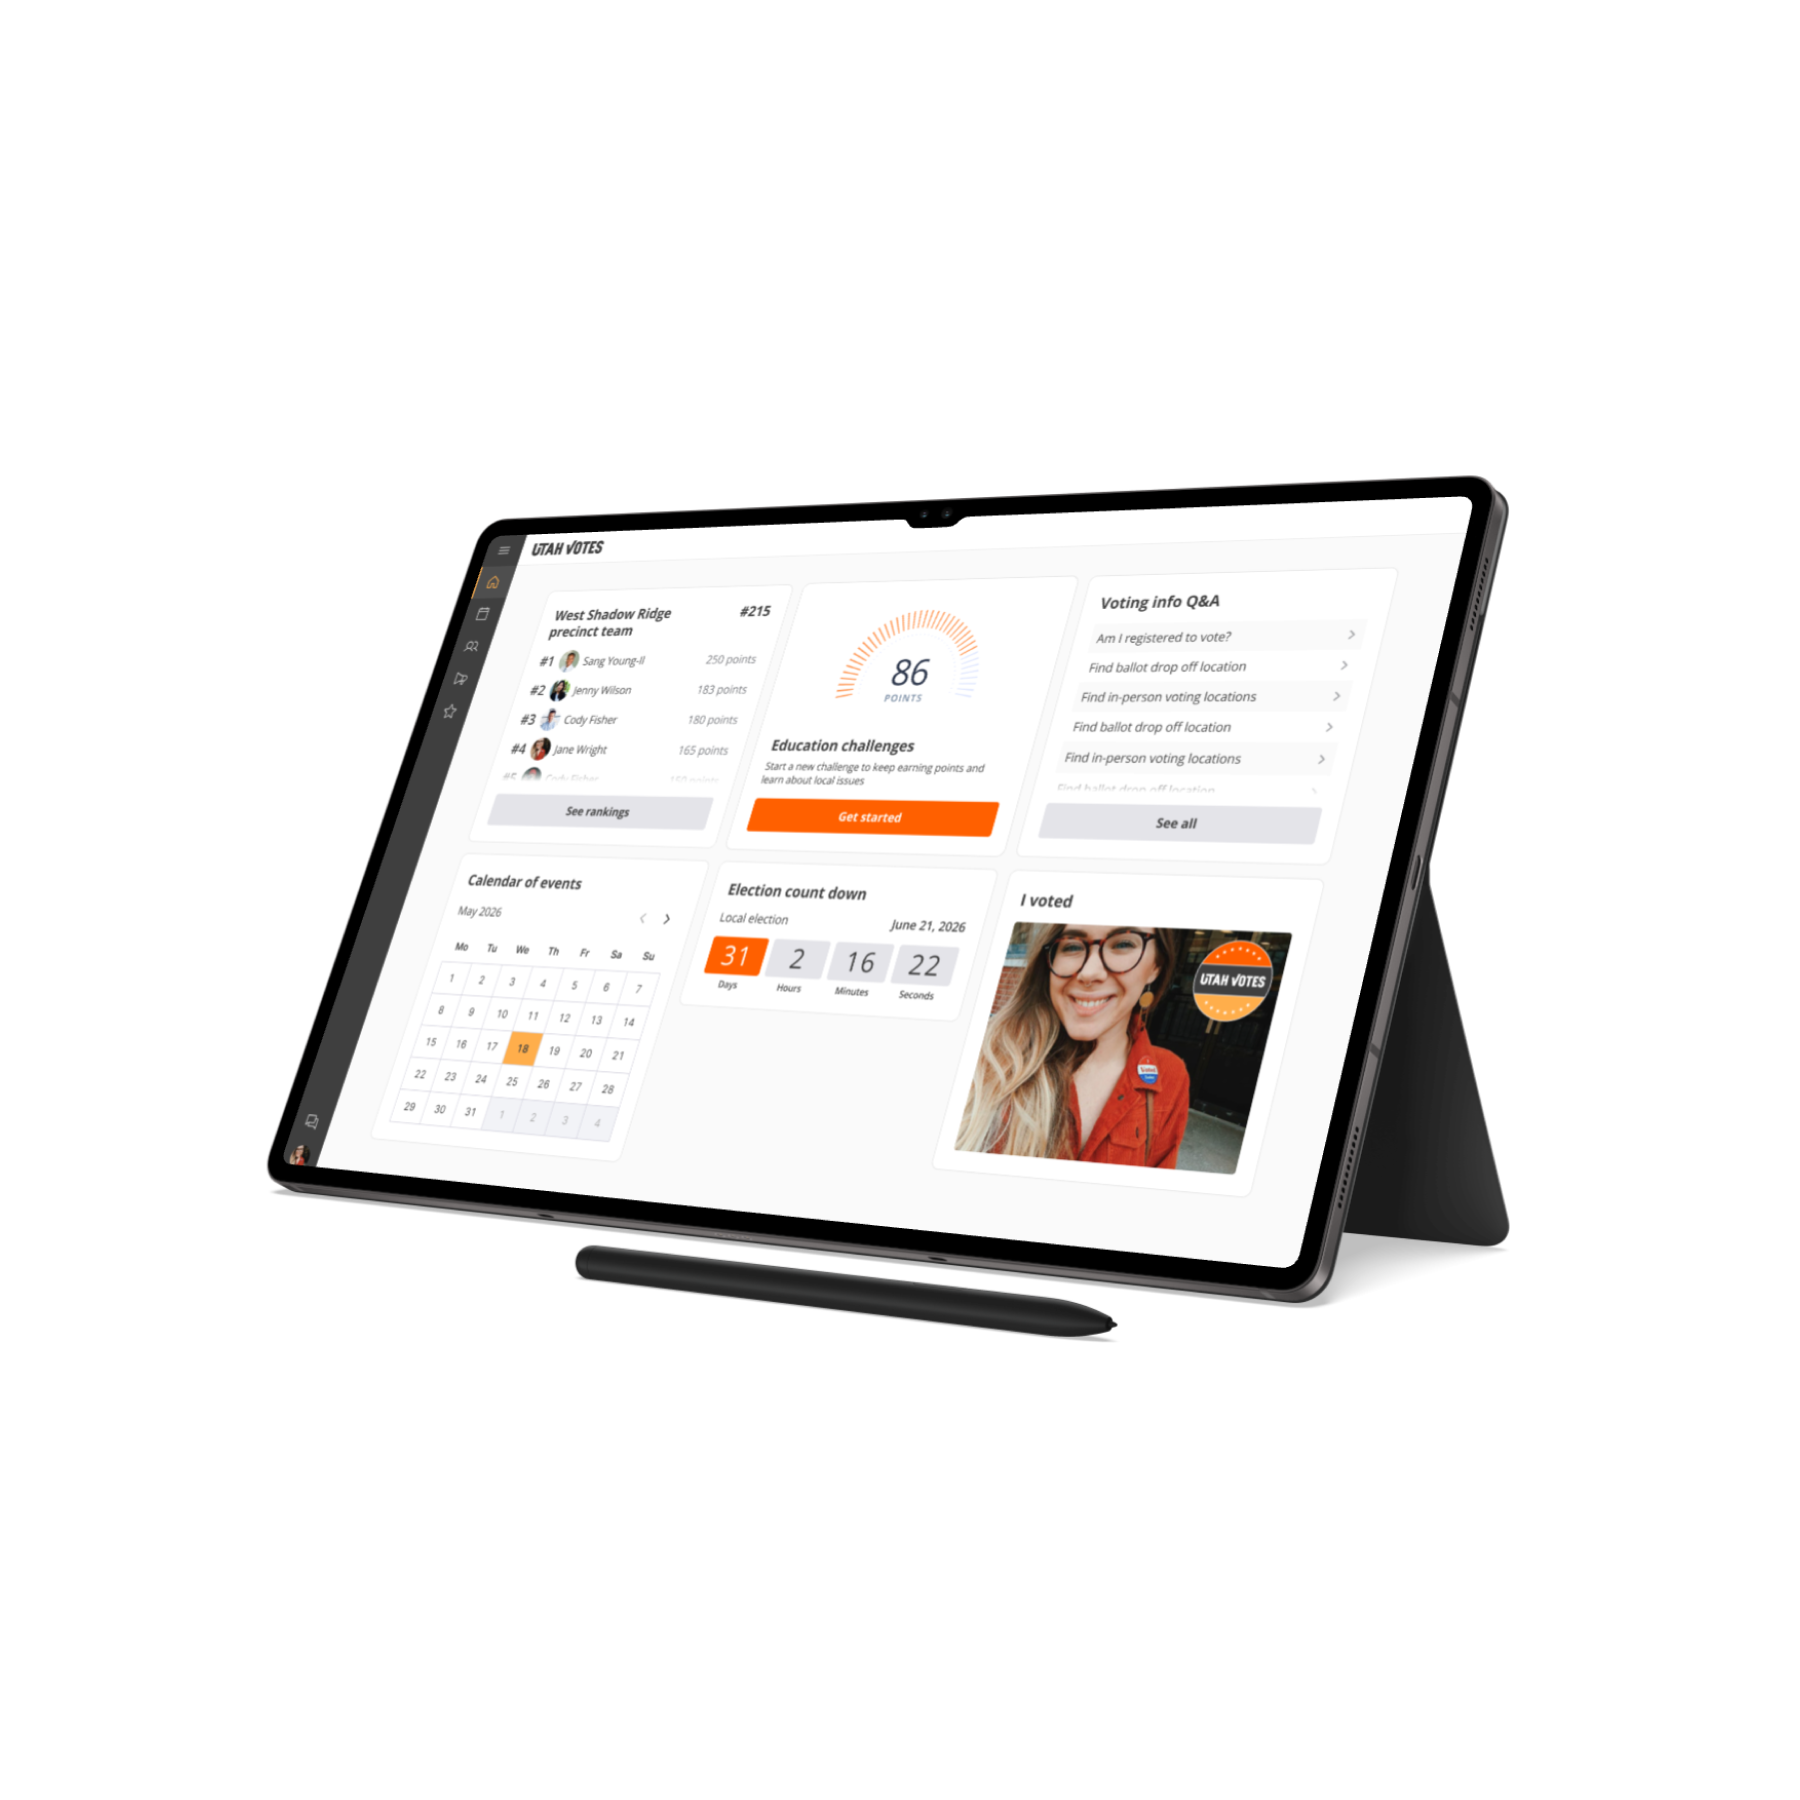 UTAH VOTES
West Shadow Ridge
precinct team
#215
#1 Sang Young-Il 250 points
#2 Jenny Wilson 183 points
#3 Cody Fisher 180 points
#4 Jane Wright 165 points
#5 Cody Fisher 150 points
See rankings
86
POINTS
Education challenges
Start a new challenge to keep earning points and
learn about local issues
Get started
Voting info Q&A
Am I registered to vote?
Find ballot drop off location
Find in-person voting locations
Find ballot drop off location
Find in-person voting locations
Find ballot drop off location
See all
Calendar of events
May 2026
Mo Tu We Th Fr Sa Su
1 2 3 4 5 6 7
8 9 10 11 12 13 14
15 16 17 18 19 20 21
22 23 24 25 26 27 28
29 30 31 1 2 3 4
Election count down
Local election June 21, 2026
31 2 16 22
Days Hours Minutes Seconds
I voted
UTAH VOTES